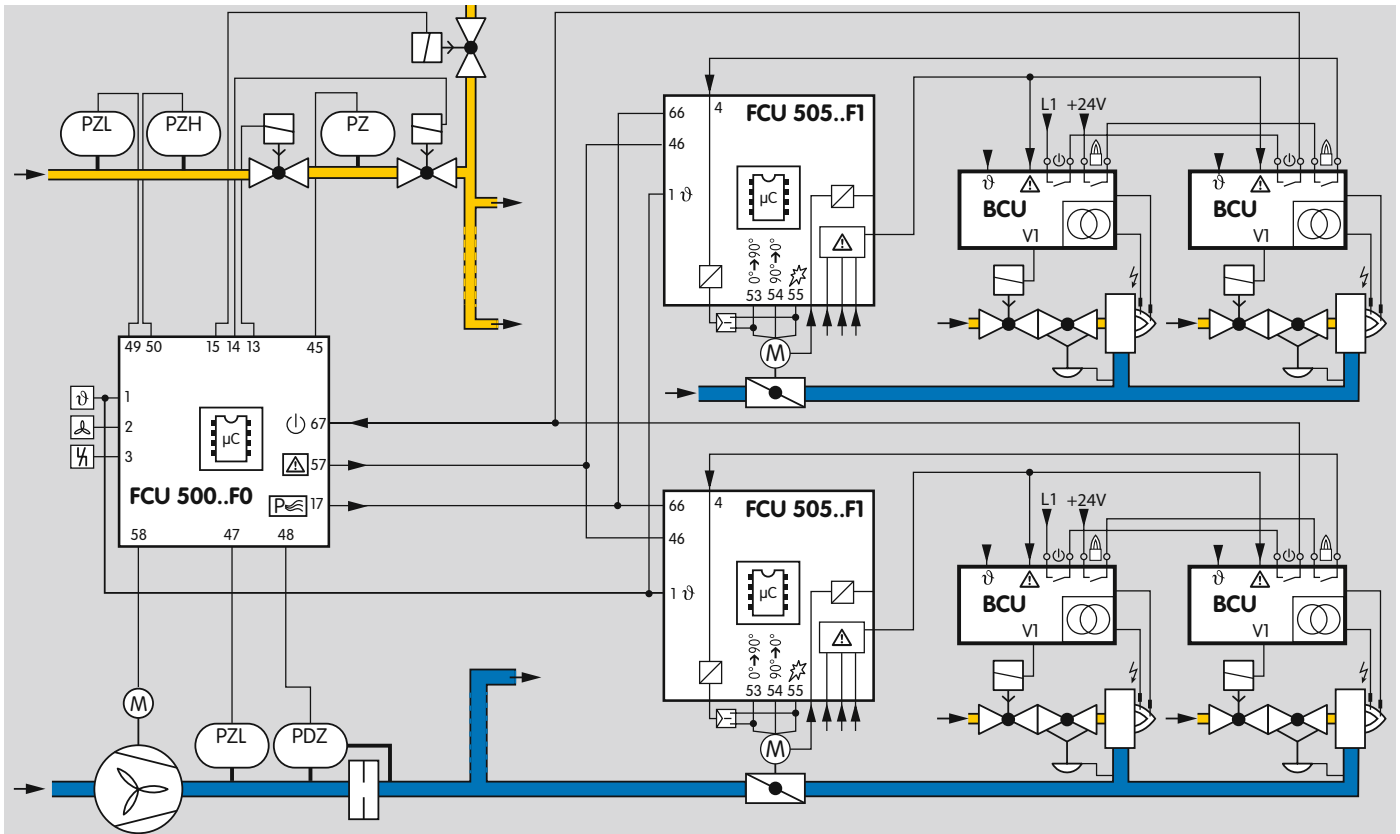 PZL PZH PZ
49 50 15 14 13 45
ϑ 1
2
3
67
57
P 17
µC
FCU 500..F0
58 47 48
M
PZL PDZ
66 4 FCU 505..F1
46
1 ϑ
µC
0°➔90°
90°➔0°
53 54 55
M
L1 +24V
ϑ
BCU
V1
ϑ
BCU
V1
66 4 FCU 505..F1
46
1 ϑ
µC
0°➔90°
90°➔0°
53 54 55
M
L1 +24V
ϑ
BCU
V1
ϑ
BCU
V1